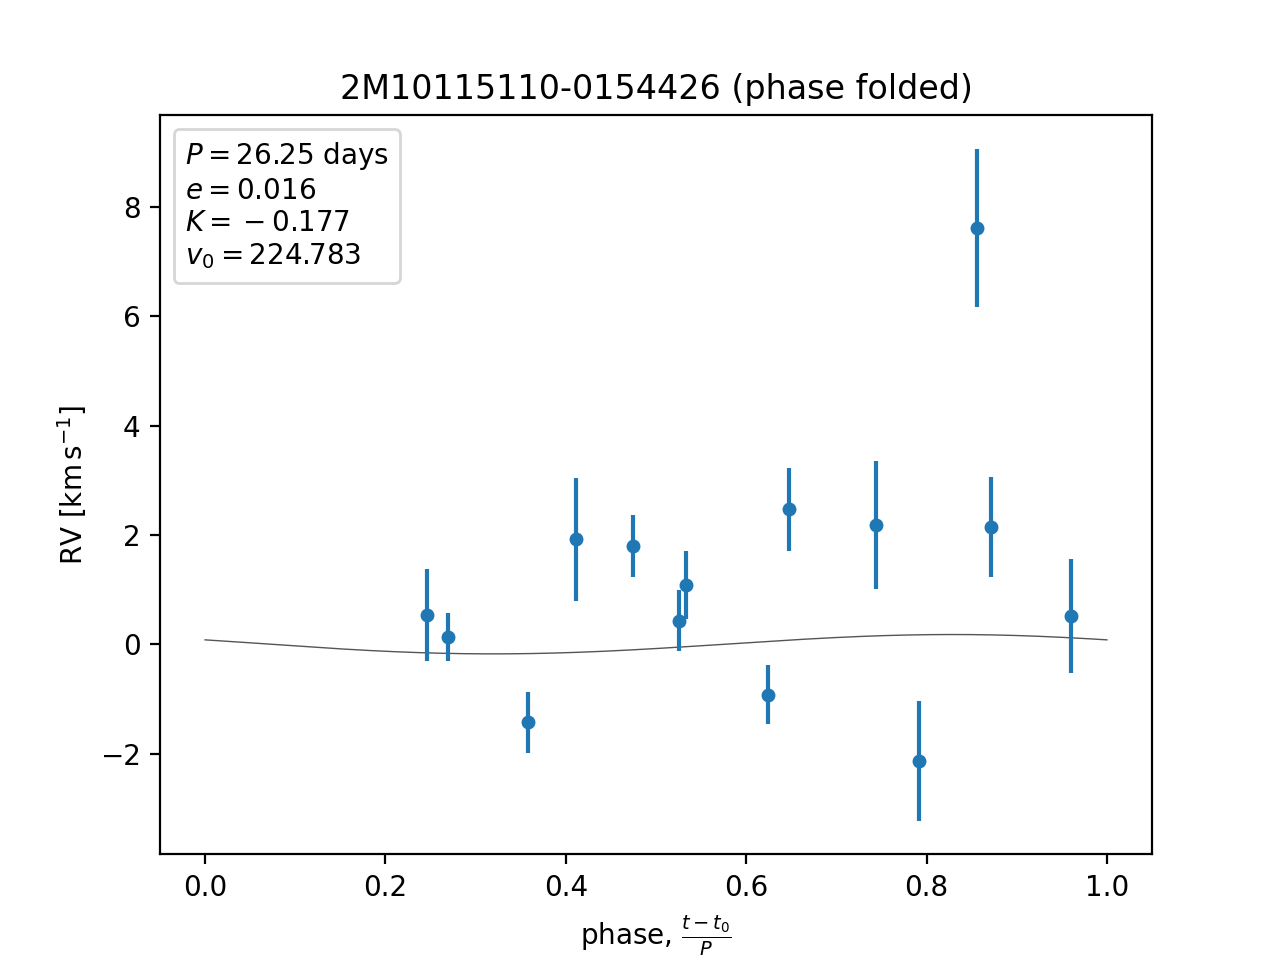 2M10115110-0154426 (phase folded)
P = 26.25 days
e = 0.016
K = −0.177
v₀ = 224.783
8
6
4
2
0
−2
RV [km s⁻¹]
0.0 0.2 0.4 0.6 0.8 1.0
phase, (t − t₀)/P